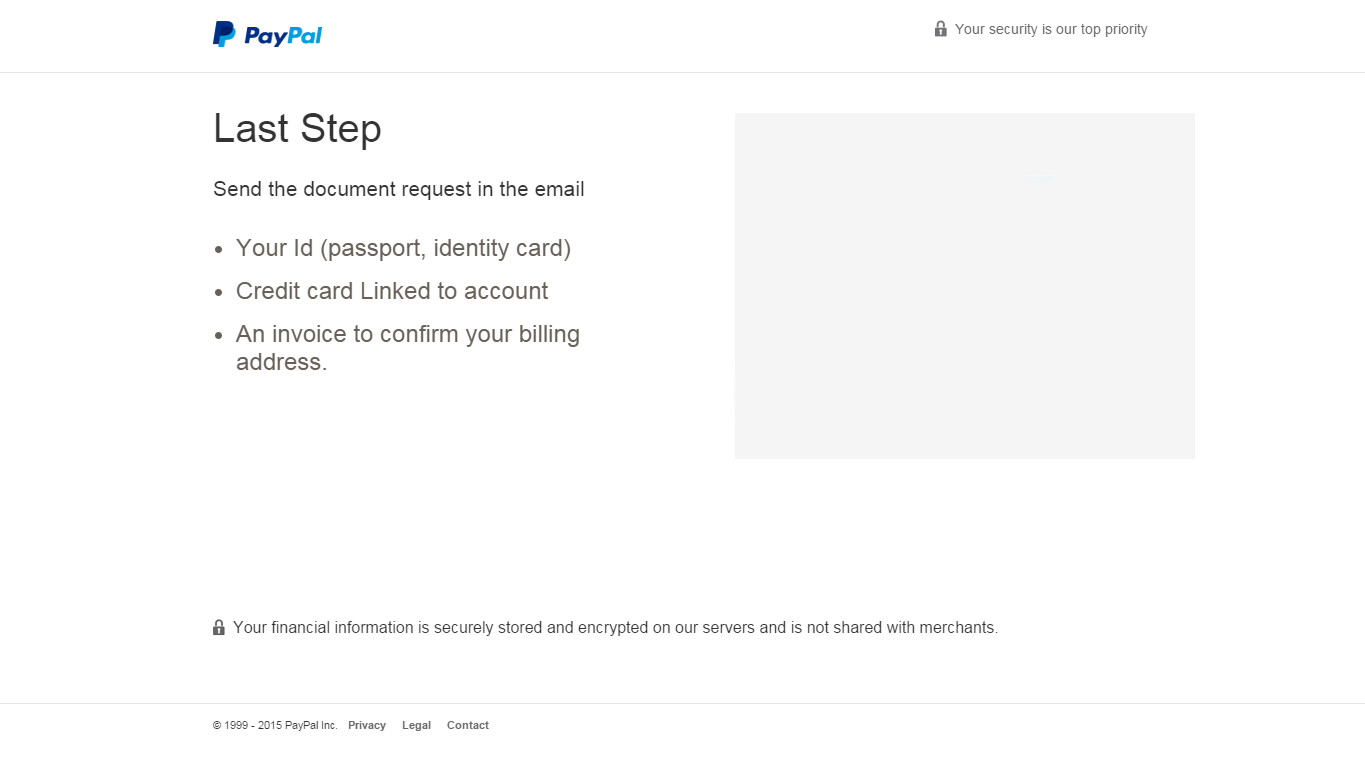 PayPal
Your security is our top priority
Last Step
Send the document request in the email
• Your Id (passport, identity card)
• Credit card Linked to account
• An invoice to confirm your billing
address.
Your financial information is securely stored and encrypted on our servers and is not shared with merchants.
© 1999 - 2015 PayPal Inc. Privacy Legal Contact